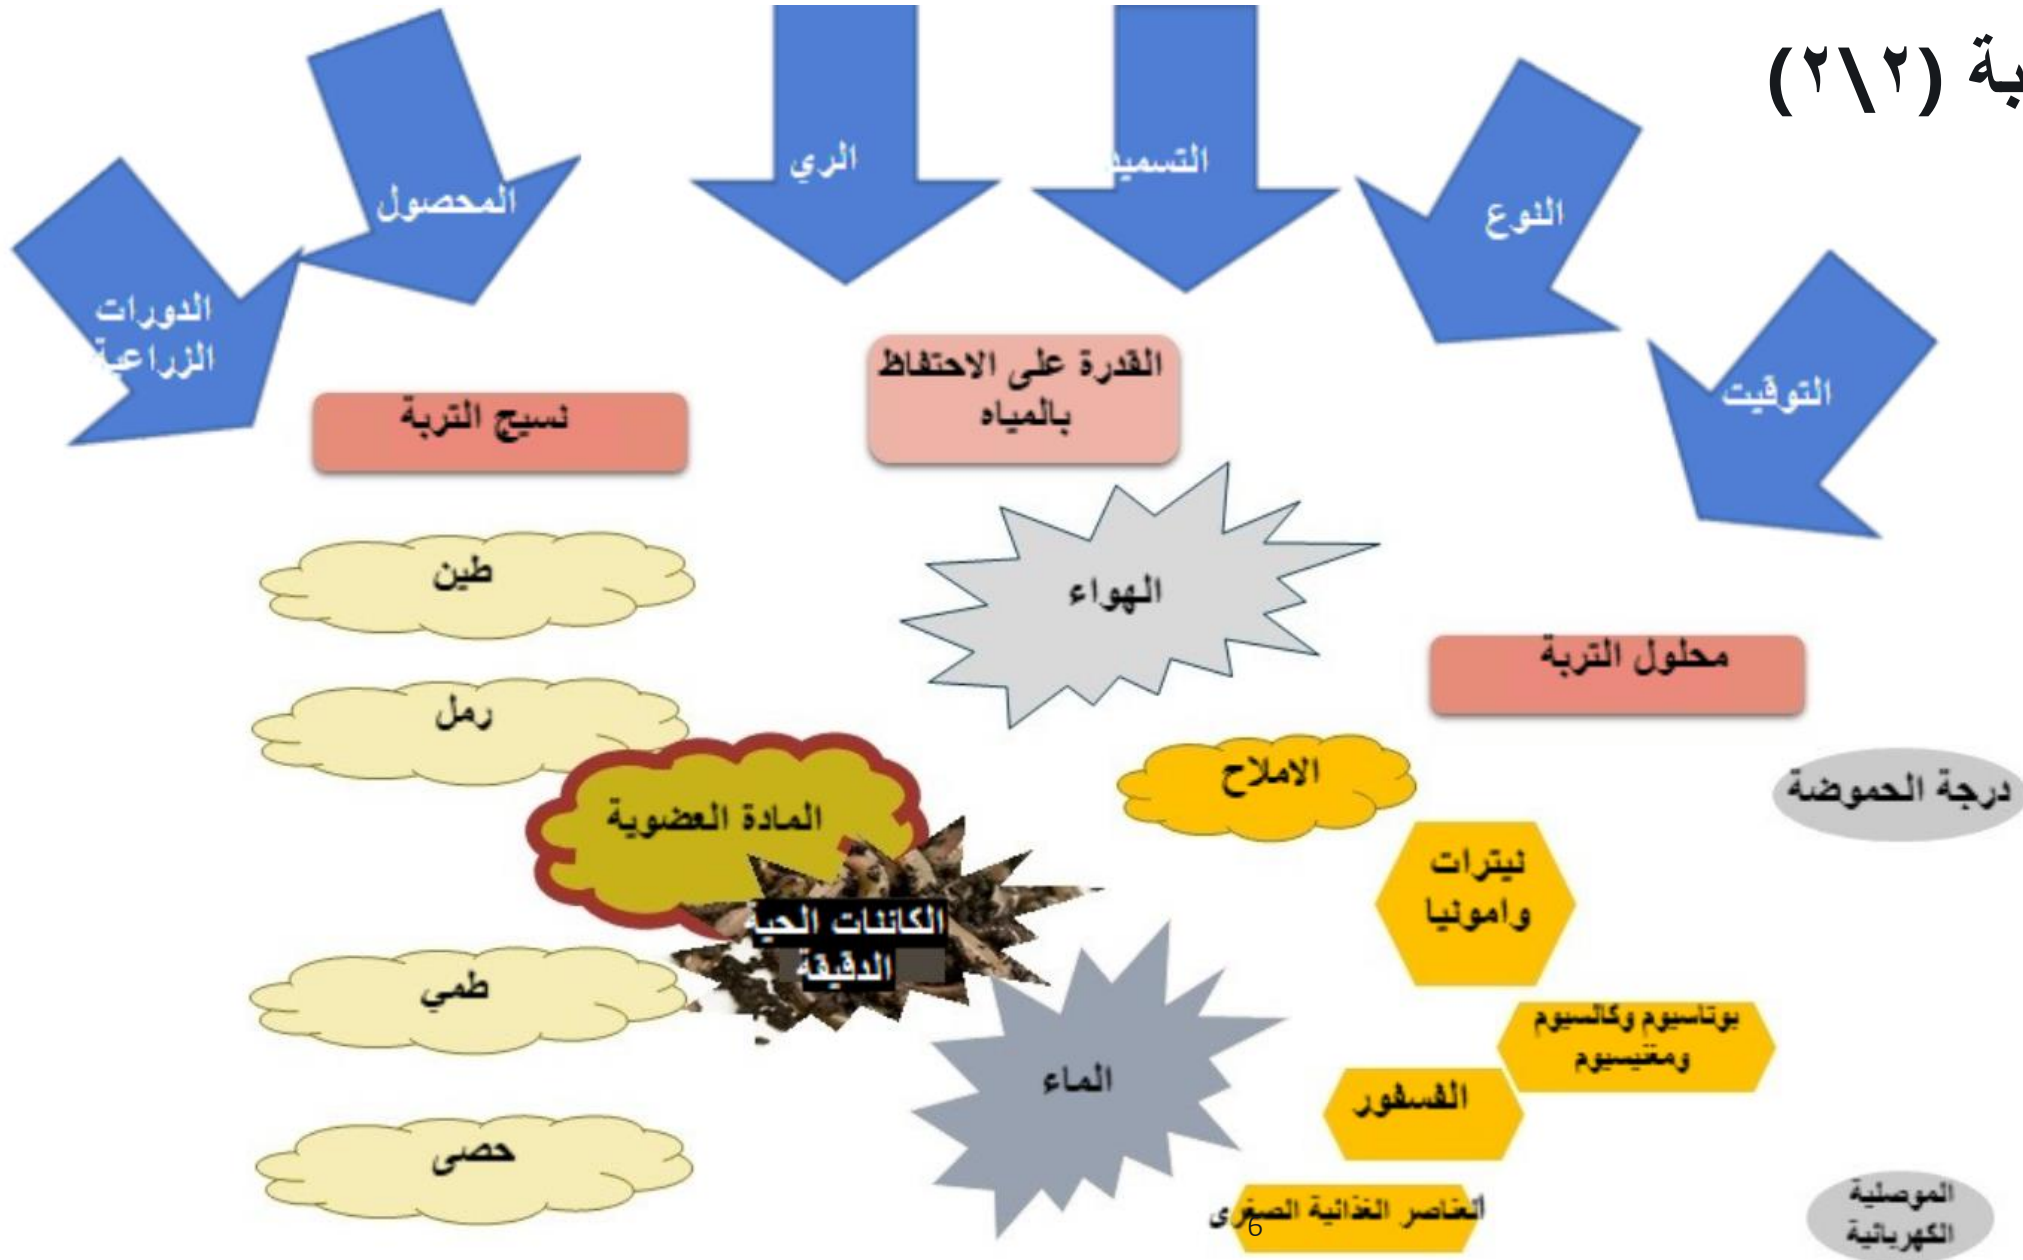 بة (٢\٢)
التوقيت
النوع
التسميد
الري
المحصول
الدورات
الزراعية
القدرة على الاحتفاظ
بالمياه
نسيج التربة
الهواء
طين
محلول التربة
رمل
درجة الحموضة
الاملاح
المادة العضوية
نيترات
وامونيا
الكائنات الحية
الدقيقة
طمي
بوتاسيوم وكالسيوم
ومغنيسيوم
الفسفور
الماء
حصى
العناصر الغذائية الصغرى
الموصلية
الكهربائية
6